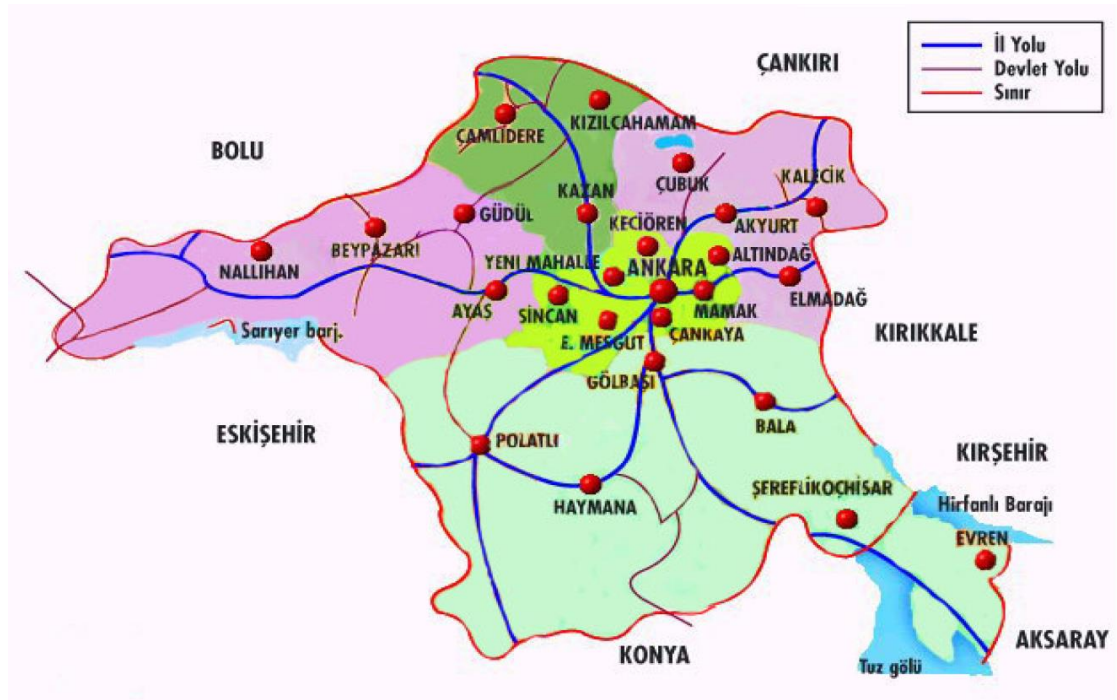 İl Yolu
Devlet Yolu
Sınır
ÇANKIRI
BOLU
KIZILCAHAMAM
ÇAMLIDERE
KALECİK
ÇUBUK
KAZAN
GÜDÜL
KECİÖREN
AKYURT
BEYPAZARI
NALLIHAN
YENI MAHALLE
ANKARA
ALTINDAĞ
ELMADAĞ
AYAŞ
SİNCAN
MAMAK
Sarıyer barj.
E. MESGUT
ÇANKAYA
KIRIKKALE
GÖLBAŞI
ESKİŞEHİR
BALA
POLATLI
KIRŞEHİR
ŞEREFLİKOÇHİSAR
HAYMANA
Hirfanlı Barajı
EVREN
KONYA
AKSARAY
Tuz gölü